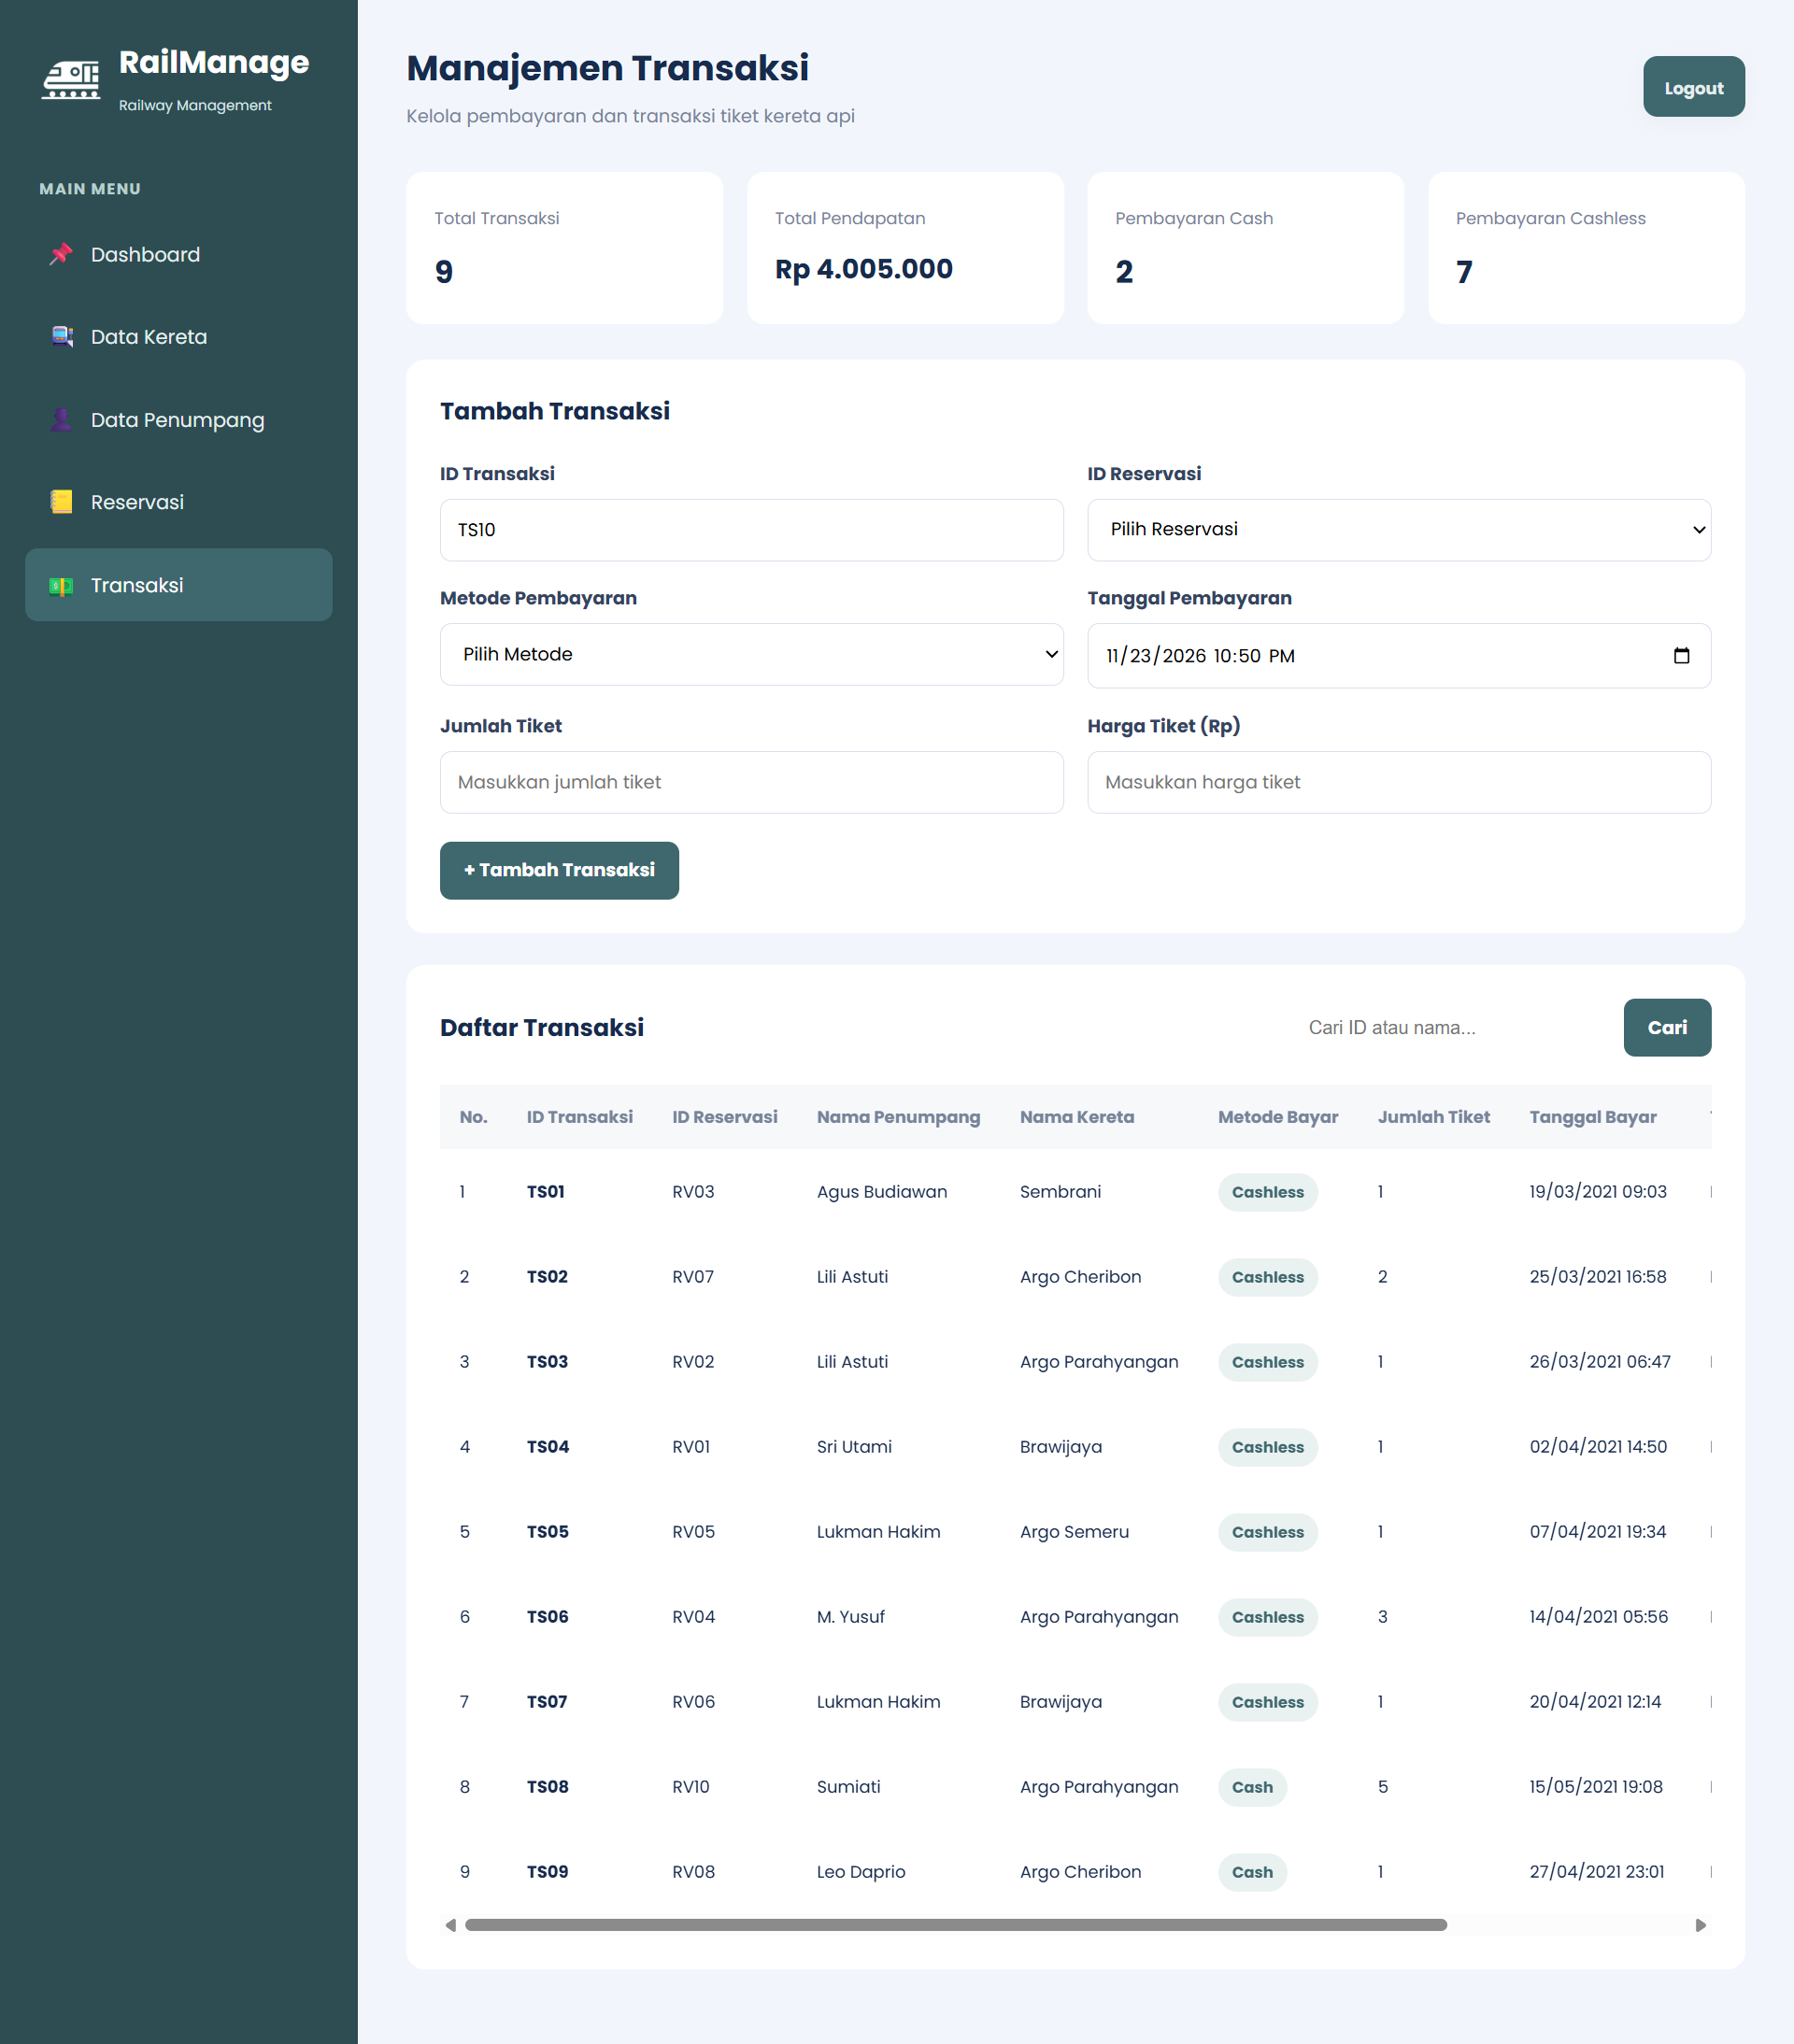 RailManage
Railway Management
MAIN MENU
Dashboard
Data Kereta
Data Penumpang
Reservasi
Transaksi
Manajemen Transaksi
Kelola pembayaran dan transaksi tiket kereta api
Logout
Total Transaksi
9
Total Pendapatan
Rp 4.005.000
Pembayaran Cash
2
Pembayaran Cashless
7
Tambah Transaksi
ID Transaksi
TS10
ID Reservasi
Pilih Reservasi
Metode Pembayaran
Pilih Metode
Tanggal Pembayaran
11/23/2026 10:50 PM
Jumlah Tiket
Masukkan jumlah tiket
Harga Tiket (Rp)
Masukkan harga tiket
+ Tambah Transaksi
Daftar Transaksi
Cari ID atau nama...
Cari
No. ID Transaksi ID Reservasi Nama Penumpang Nama Kereta Metode Bayar Jumlah Tiket Tanggal Bayar
1 TS01 RV03 Agus Budiawan Sembrani Cashless 1 19/03/2021 09:03
2 TS02 RV07 Lili Astuti Argo Cheribon Cashless 2 25/03/2021 16:58
3 TS03 RV02 Lili Astuti Argo Parahyangan Cashless 1 26/03/2021 06:47
4 TS04 RV01 Sri Utami Brawijaya Cashless 1 02/04/2021 14:50
5 TS05 RV05 Lukman Hakim Argo Semeru Cashless 1 07/04/2021 19:34
6 TS06 RV04 M. Yusuf Argo Parahyangan Cashless 3 14/04/2021 05:56
7 TS07 RV06 Lukman Hakim Brawijaya Cashless 1 20/04/2021 12:14
8 TS08 RV10 Sumiati Argo Parahyangan Cash 5 15/05/2021 19:08
9 TS09 RV08 Leo Daprio Argo Cheribon Cash 1 27/04/2021 23:01